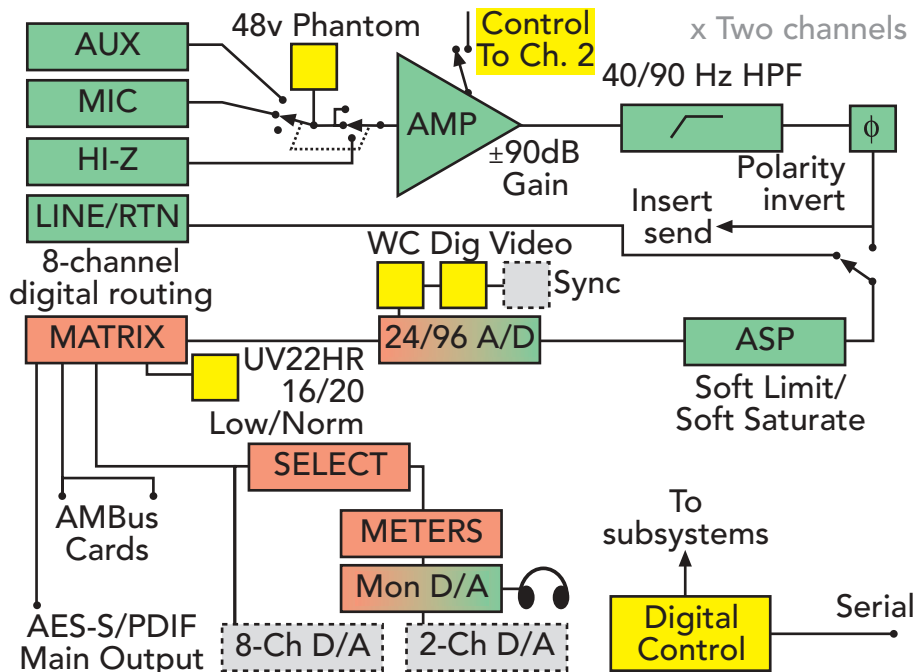 48v Phantom
Control
To Ch. 2
x Two channels
AUX
MIC
HI-Z
LINE/RTN
AMP
±90dB
Gain
40/90 Hz HPF
ϕ
Polarity
invert
Insert
send
8-channel
digital routing
WC Dig Video
Sync
MATRIX
24/96 A/D
ASP
UV22HR
16/20
Low/Norm
Soft Limit/
Soft Saturate
SELECT
METERS
Mon D/A
AMBus
Cards
To
subsystems
AES-S/PDIF
Main Output
8-Ch D/A
2-Ch D/A
Digital
Control
Serial